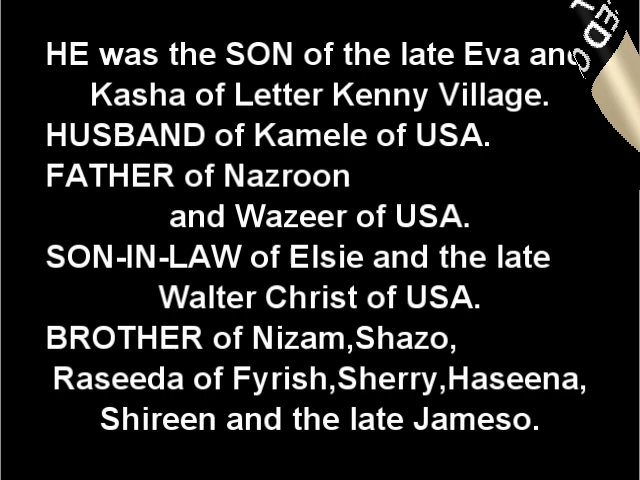 HE was the SON of the late Eva and
Kasha of Letter Kenny Village.
HUSBAND of Kamele of USA.
FATHER of Nazroon
and Wazeer of USA.
SON-IN-LAW of Elsie and the late
Walter Christ of USA.
BROTHER of Nizam,Shazo,
Raseeda of Fyrish,Sherry,Haseena,
Shireen and the late Jameso.